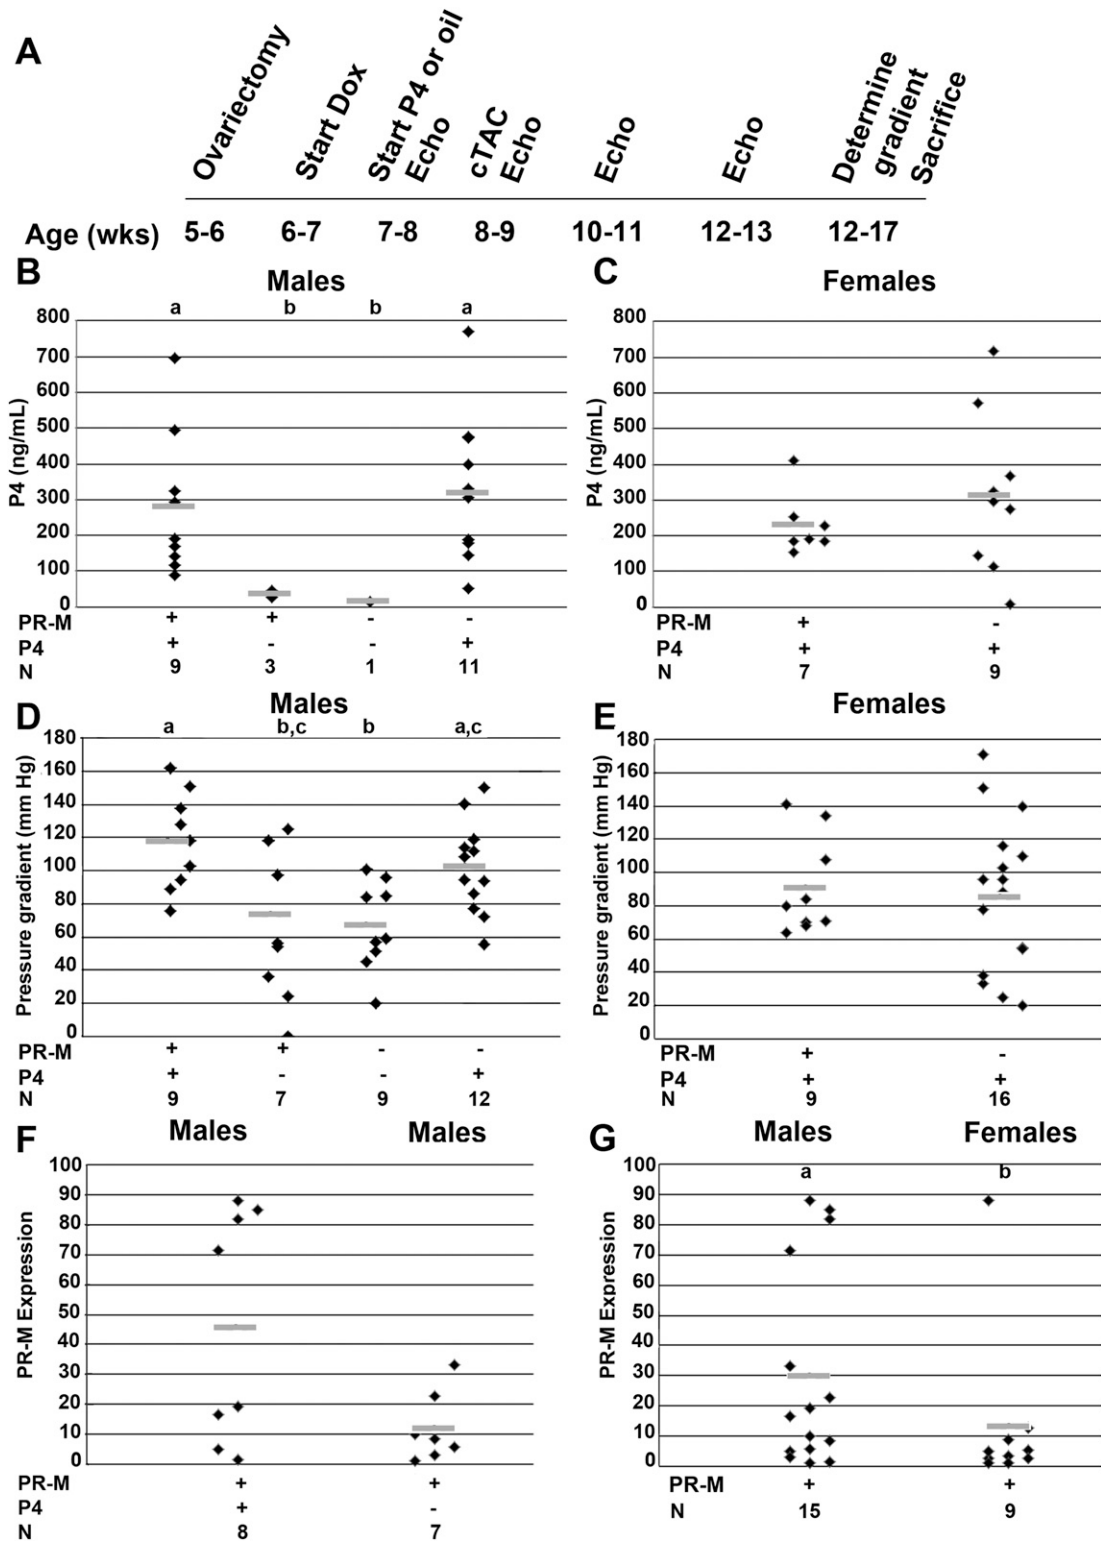 A
Ovariectomy
Start Dox
Start P4 or oil
Echo
cTAC
Echo
Echo
Echo
Determine
gradient
Sacrifice
Age (wks) 5-6 6-7 7-8 8-9 10-11 12-13 12-17
B Males
a b b a
P4 (ng/mL)
800
700
600
500
400
300
200
100
0
PR-M + + - -
P4 + - - +
N 9 3 1 11
C Females
P4 (ng/mL)
800
700
600
500
400
300
200
100
0
PR-M + -
P4 + +
N 7 9
D Males
a b,c b a,c
Pressure gradient (mm Hg)
180
160
140
120
100
80
60
40
20
0
PR-M + + - -
P4 + - - +
N 9 7 9 12
E Females
Pressure gradient (mm Hg)
180
160
140
120
100
80
60
40
20
0
PR-M + -
P4 + +
N 9 16
F Males Males
PR-M Expression
100
90
80
70
60
50
40
30
20
10
0
PR-M + +
P4 + -
N 8 7
G Males Females
a b
PR-M Expression
100
90
80
70
60
50
40
30
20
10
0
PR-M + +
N 15 9